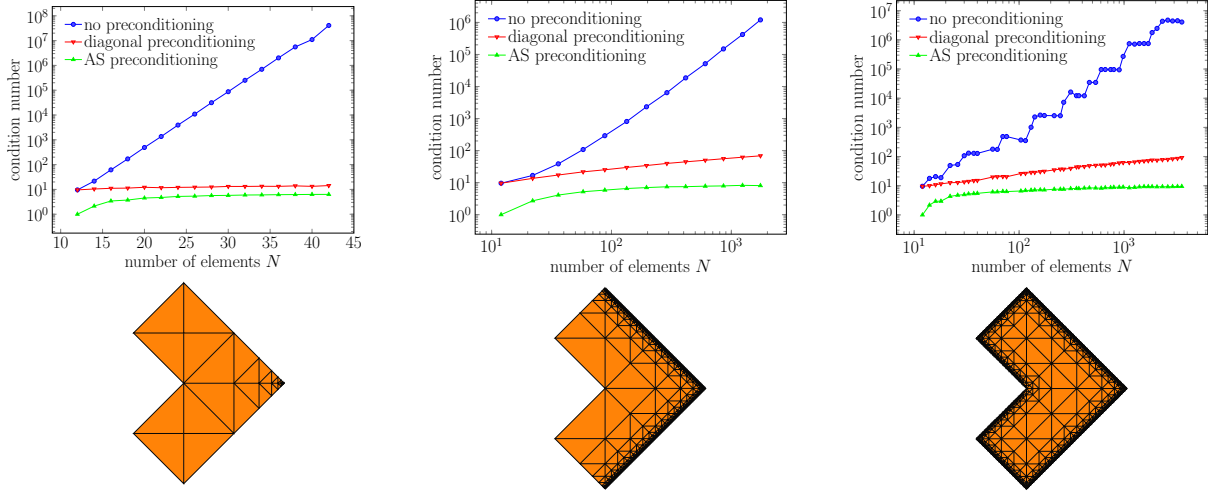 10^8
10^7
10^6
10^5
10^4
10^3
10^2
10^1
10^0
condition number
no preconditioning
diagonal preconditioning
AS preconditioning
10 15 20 25 30 35 40 45
number of elements N
10^6
10^5
10^4
10^3
10^2
10^1
10^0
condition number
no preconditioning
diagonal preconditioning
AS preconditioning
10^1 10^2 10^3
number of elements N
10^7
10^6
10^5
10^4
10^3
10^2
10^1
10^0
condition number
no preconditioning
diagonal preconditioning
AS preconditioning
10^1 10^2 10^3
number of elements N